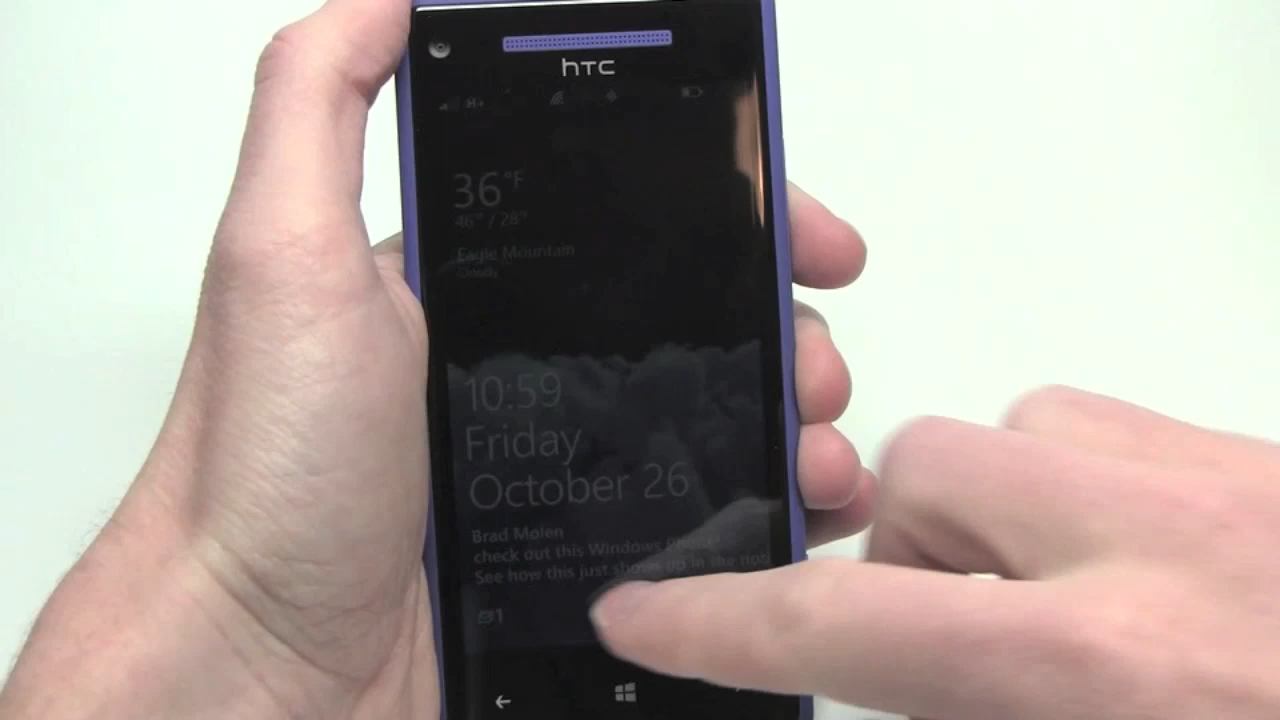 hTC
H+
36°F
46° / 28°
Eagle Mountain
Cloudy
10:59
Friday
October 26
Brad Molen
check out this Windows
See how this just shows up in the noti
1